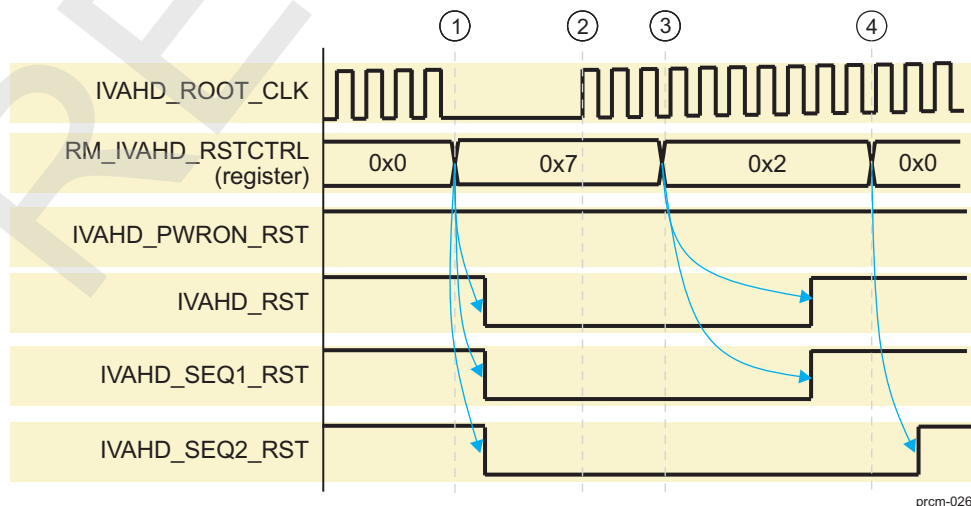 1 2 3 4
IVAHD_ROOT_CLK
RM_IVAHD_RSTCTRL
(register)
0x0 0x7 0x2 0x0
IVAHD_PWRON_RST
IVAHD_RST
IVAHD_SEQ1_RST
IVAHD_SEQ2_RST
prcm-026